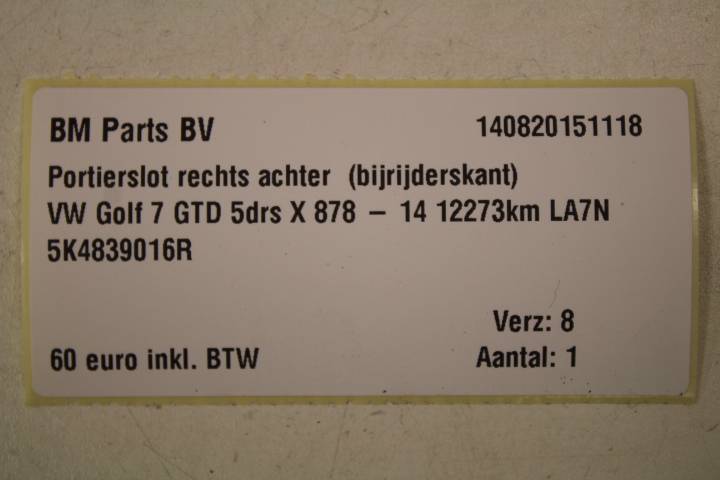 BM Parts BV 140820151118
Portierslot rechts achter (bijrijderskant)
VW Golf 7 GTD 5drs X 878 – 14 12273km LA7N
5K4839016R
Verz: 8
60 euro inkl. BTW Aantal: 1